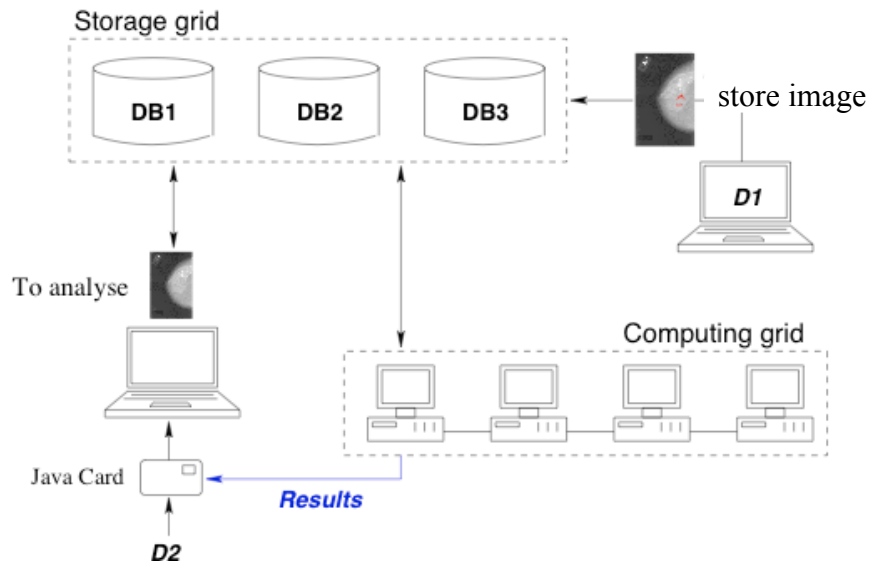 Storage grid
DB1
DB2
DB3
store image
D1
To analyse
Computing grid
Java Card
Results
D2